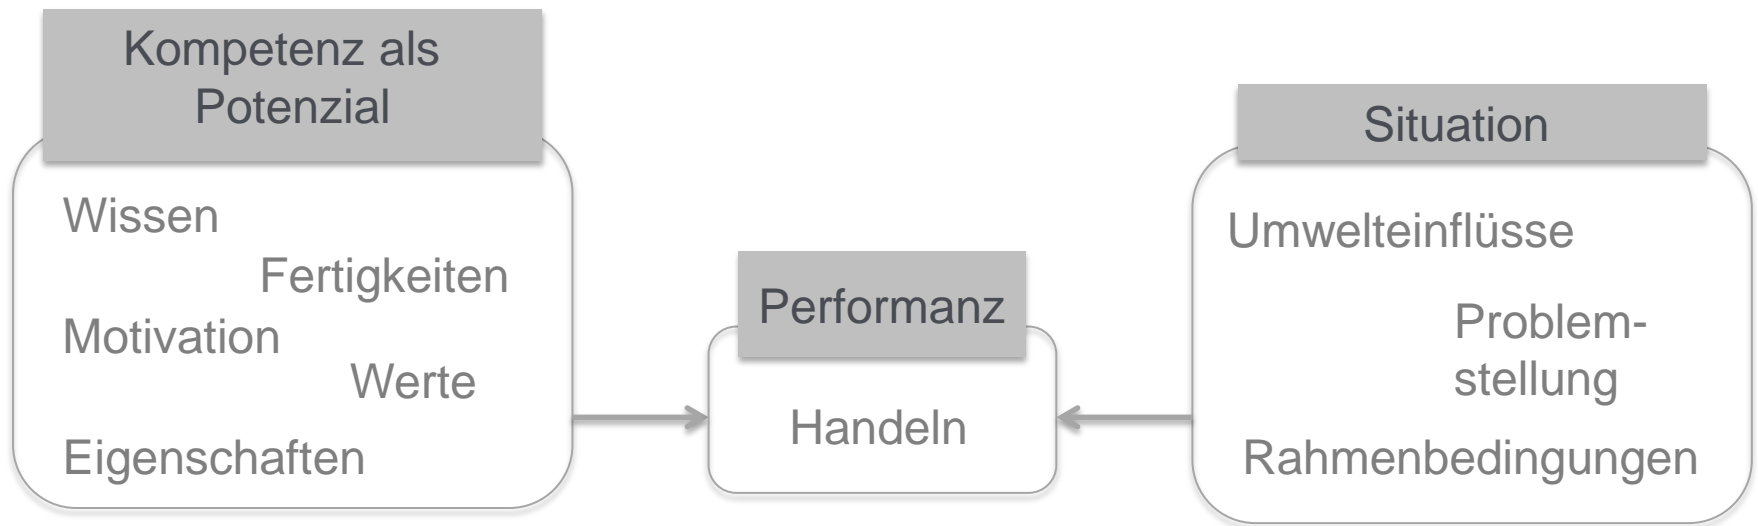 Kompetenz als
Potenzial
Wissen
Fertigkeiten
Motivation
Werte
Eigenschaften
Performanz
Handeln
Situation
Umwelteinflüsse
Problem-
stellung
Rahmenbedingungen